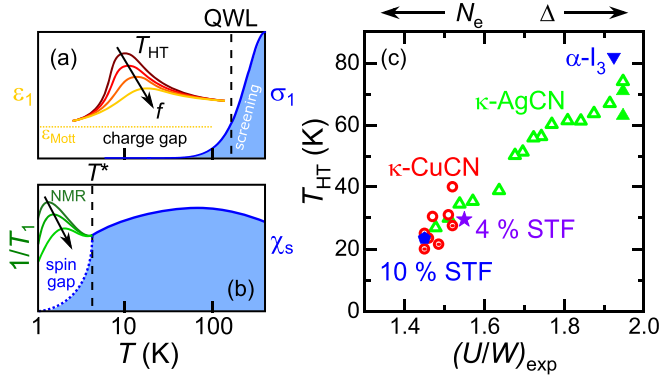 QWL
(a)
T_HT
ε₁
f
ε_Mott
charge gap
screening
σ₁
T*
NMR
1/T₁
spin
gap
(b)
χ_s
1
10
100
T (K)
N_e
Δ
(c)
α-I₃
κ-AgCN
κ-CuCN
4 % STF
10 % STF
T_HT (K)
80
60
40
20
0
1.4
1.6
1.8
2.0
(U/W)_exp